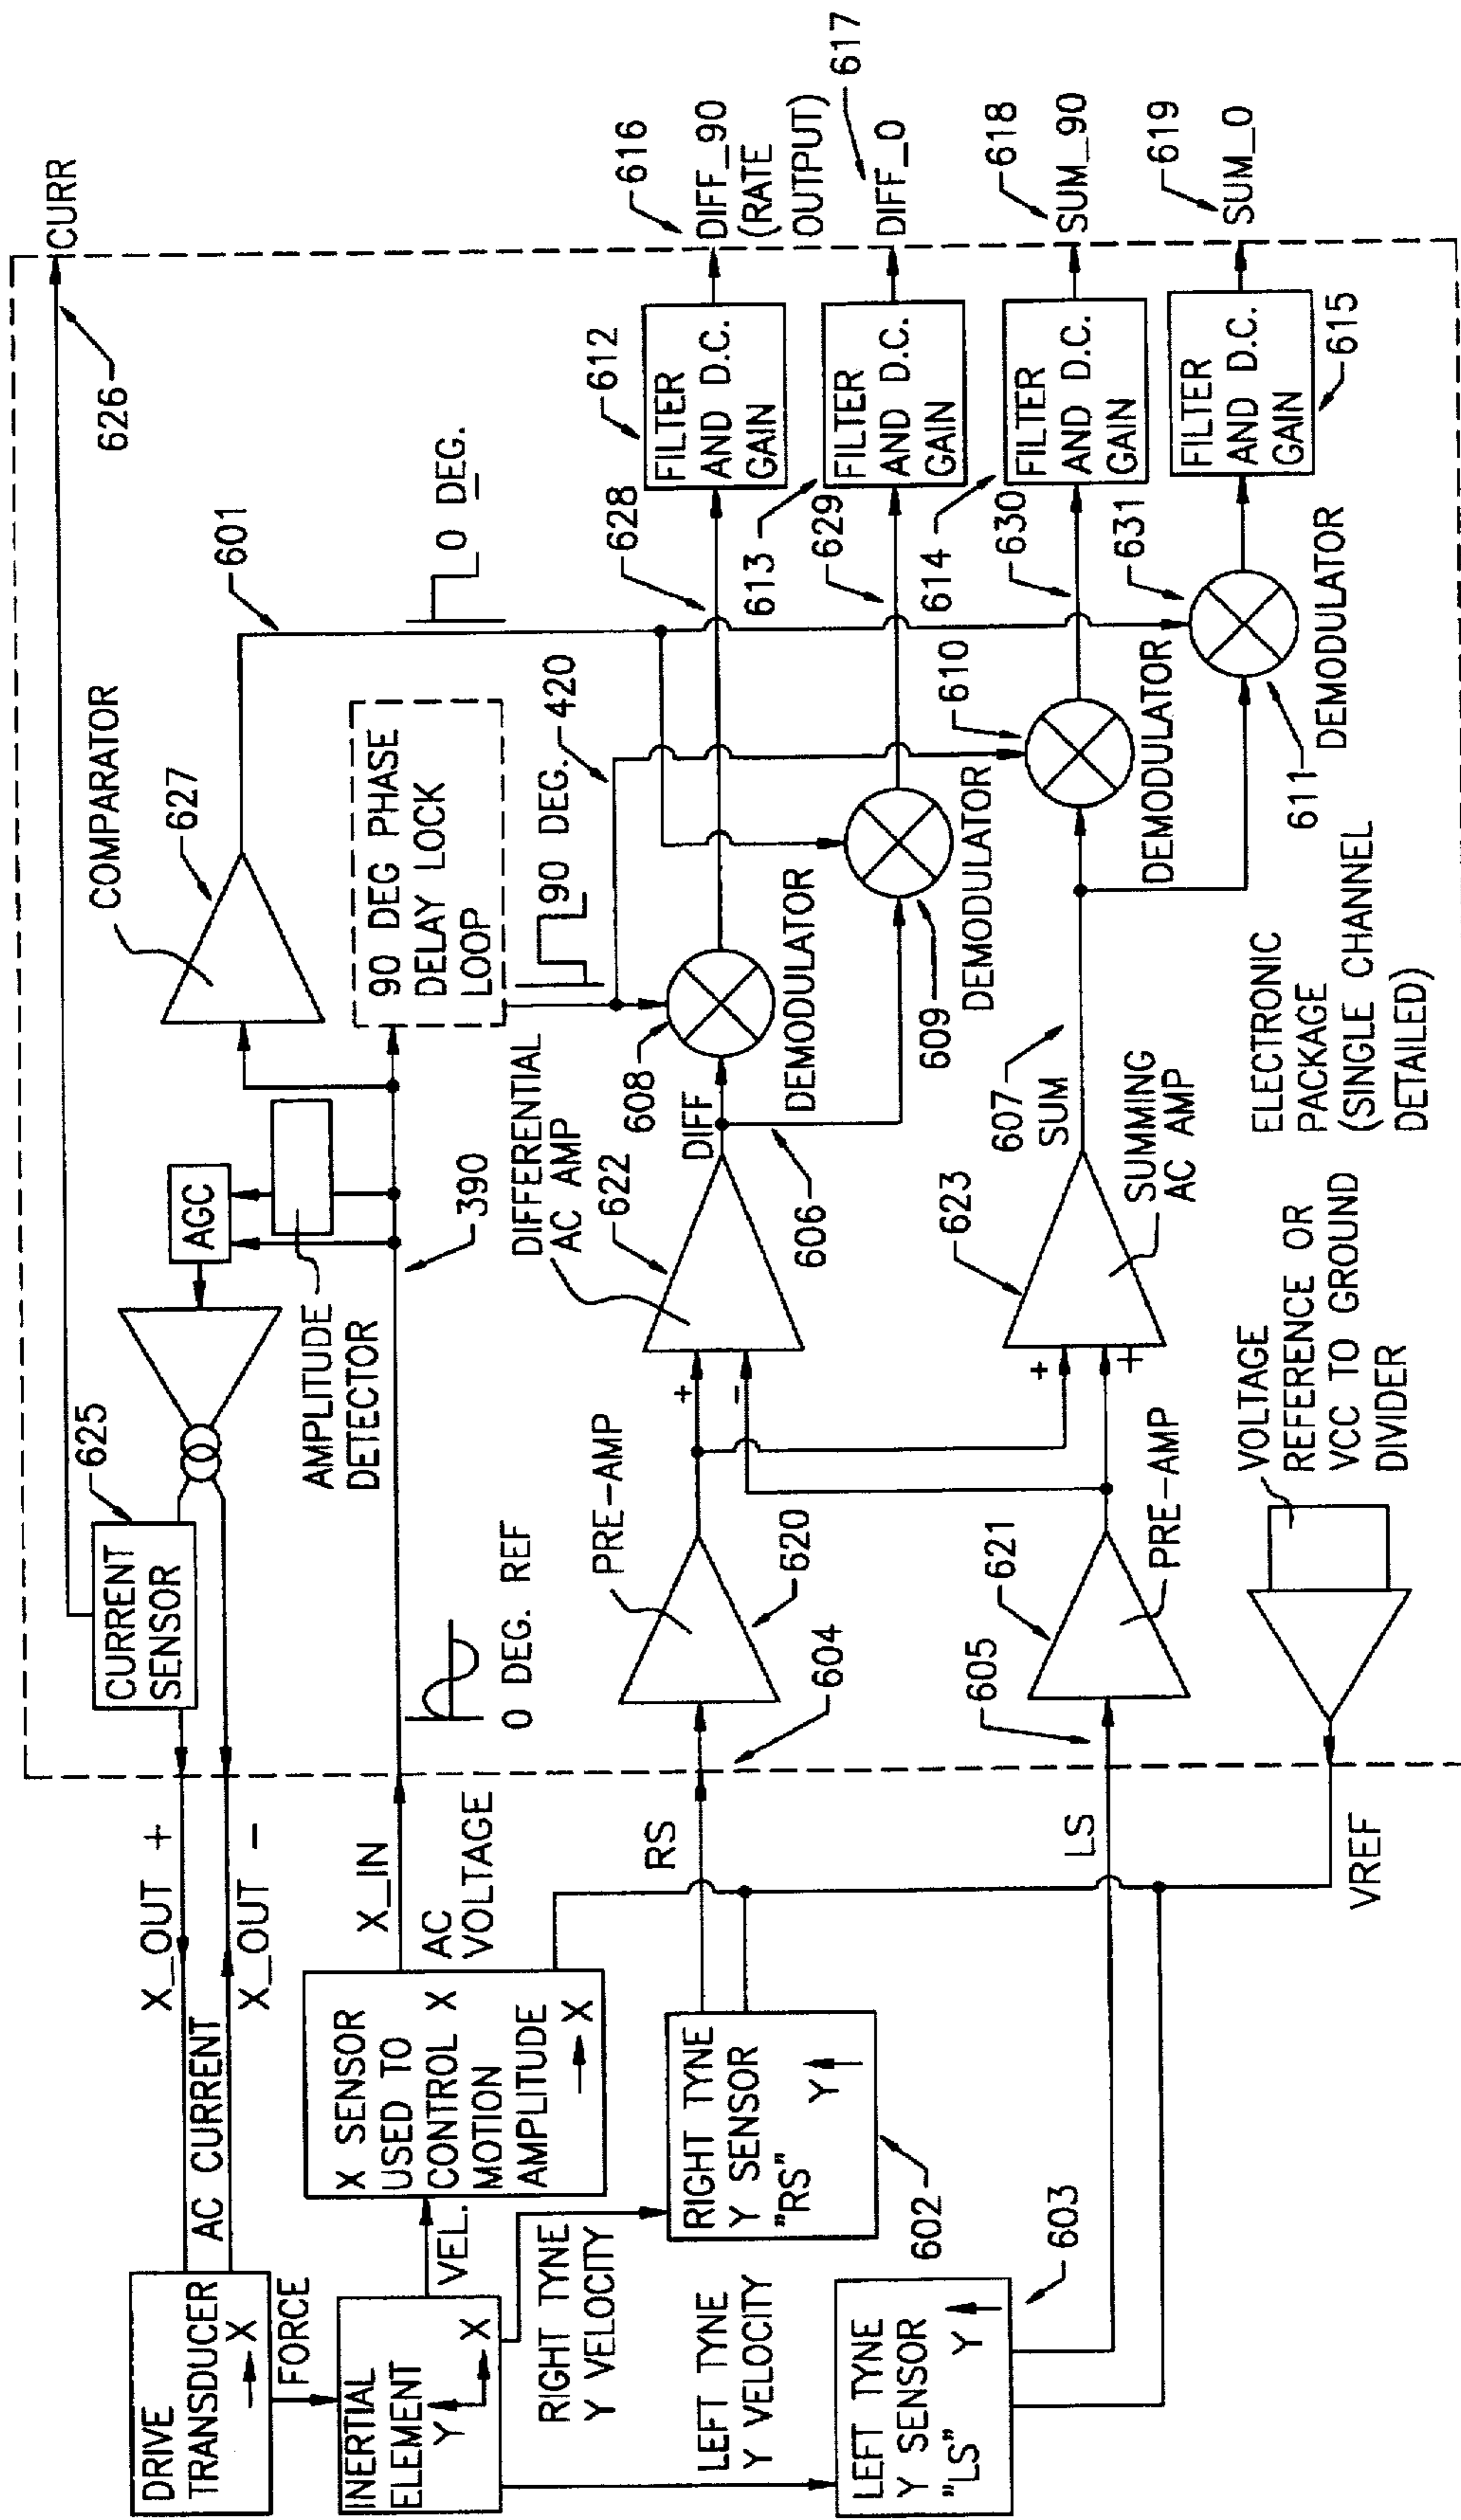 DRIVE
TRANSDUCER
X
FORCE
INERTIAL
ELEMENT
Y
X
VEL.
RIGHT TYNE
Y VELOCITY
LEFT TYNE
Y VELOCITY
X_OUT +
AC CURRENT
X_OUT -
X SENSOR
USED TO
CONTROL X
MOTION
AMPLITUDE
X
X_IN
AC
VOLTAGE
RIGHT TYNE
Y SENSOR
"RS"
Y
602
RS
LEFT TYNE
Y SENSOR
"LS"
Y
603
LS
VREF
CURRENT
SENSOR
625
AGC
AMPLITUDE
DETECTOR
0 DEG. REF
390
COMPARATOR
627
90 DEG PHASE
DELAY LOCK
LOOP
90 DEG.
420
601
0 DEG.
626
ICURR
PRE-AMP
620
604
DIFFERENTIAL
AC AMP
622
+
-
DIFF
606
608
DEMODULATOR
609
DEMODULATOR
605
621
PRE-AMP
623
+
+
SUMMING
AC AMP
607
SUM
610
DEMODULATOR
611
DEMODULATOR
628
613
629
614
630
631
612
FILTER
AND D.C.
GAIN
FILTER
AND D.C.
GAIN
FILTER
AND D.C.
GAIN
FILTER
AND D.C.
GAIN
615
616
DIFF_90
(RATE
OUTPUT)
617
DIFF_0
618
SUM_90
619
SUM_0
VOLTAGE
REFERENCE OR
VCC TO GROUND
DIVIDER
ELECTRONIC
PACKAGE
(SINGLE CHANNEL
DETAILED)